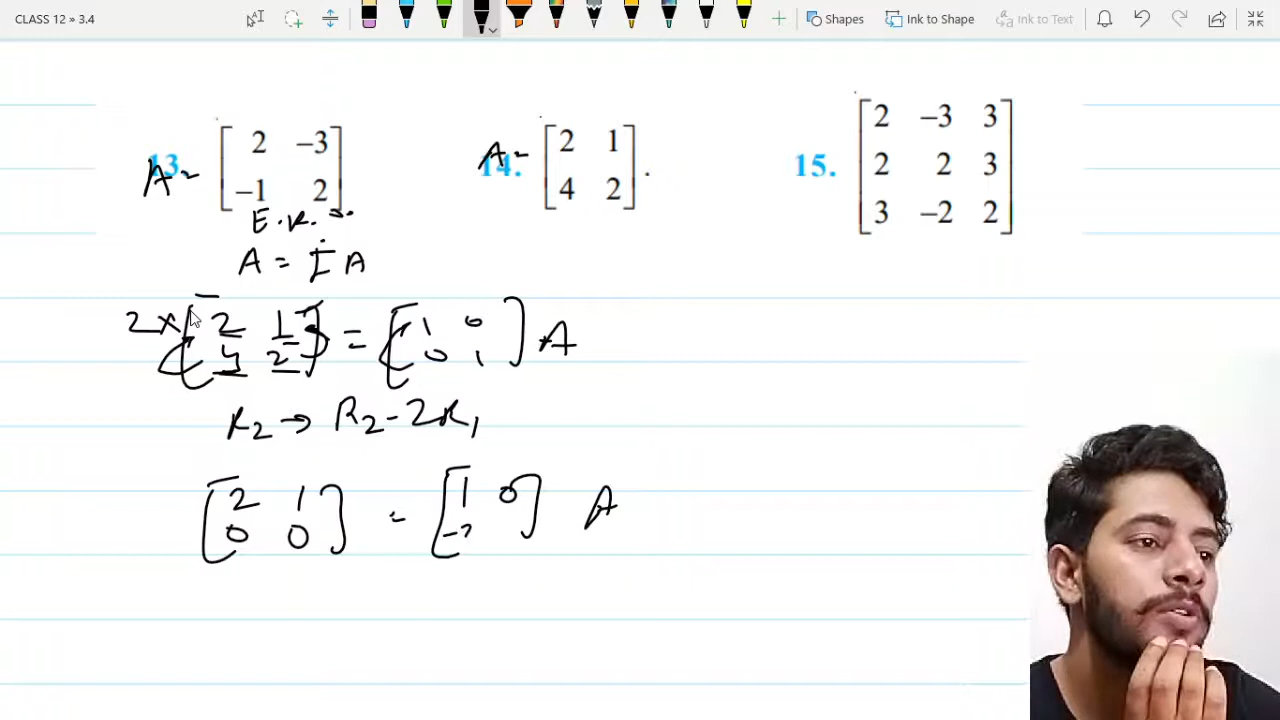 CLASS 12 » 3.4
Shapes
Ink to Shape
Ink to Text
13. A = [ 2 −3
−1 2 ]
14. A = [ 2 1
4 2 ] .
15. [ 2 −3 3
2 2 3
3 −2 2 ]
E.R.O.
A = I A
2× [ 2 1
4 2 ] = [ 1 0
0 1 ] A
R2 → R2 - 2R1
[ 2 1
0 0 ] = [ 1 0
-2 ] A